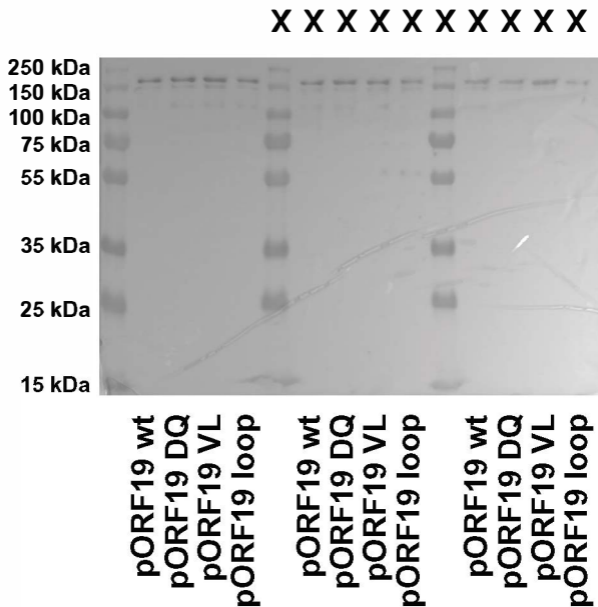 X X X X X X X X X X
250 kDa
150 kDa
100 kDa
75 kDa
55 kDa
35 kDa
25 kDa
15 kDa
pORF19 wt
pORF19 DQ
pORF19 VL
pORF19 loop
pORF19 wt
pORF19 DQ
pORF19 VL
pORF19 loop
pORF19 wt
pORF19 DQ
pORF19 VL
pORF19 loop